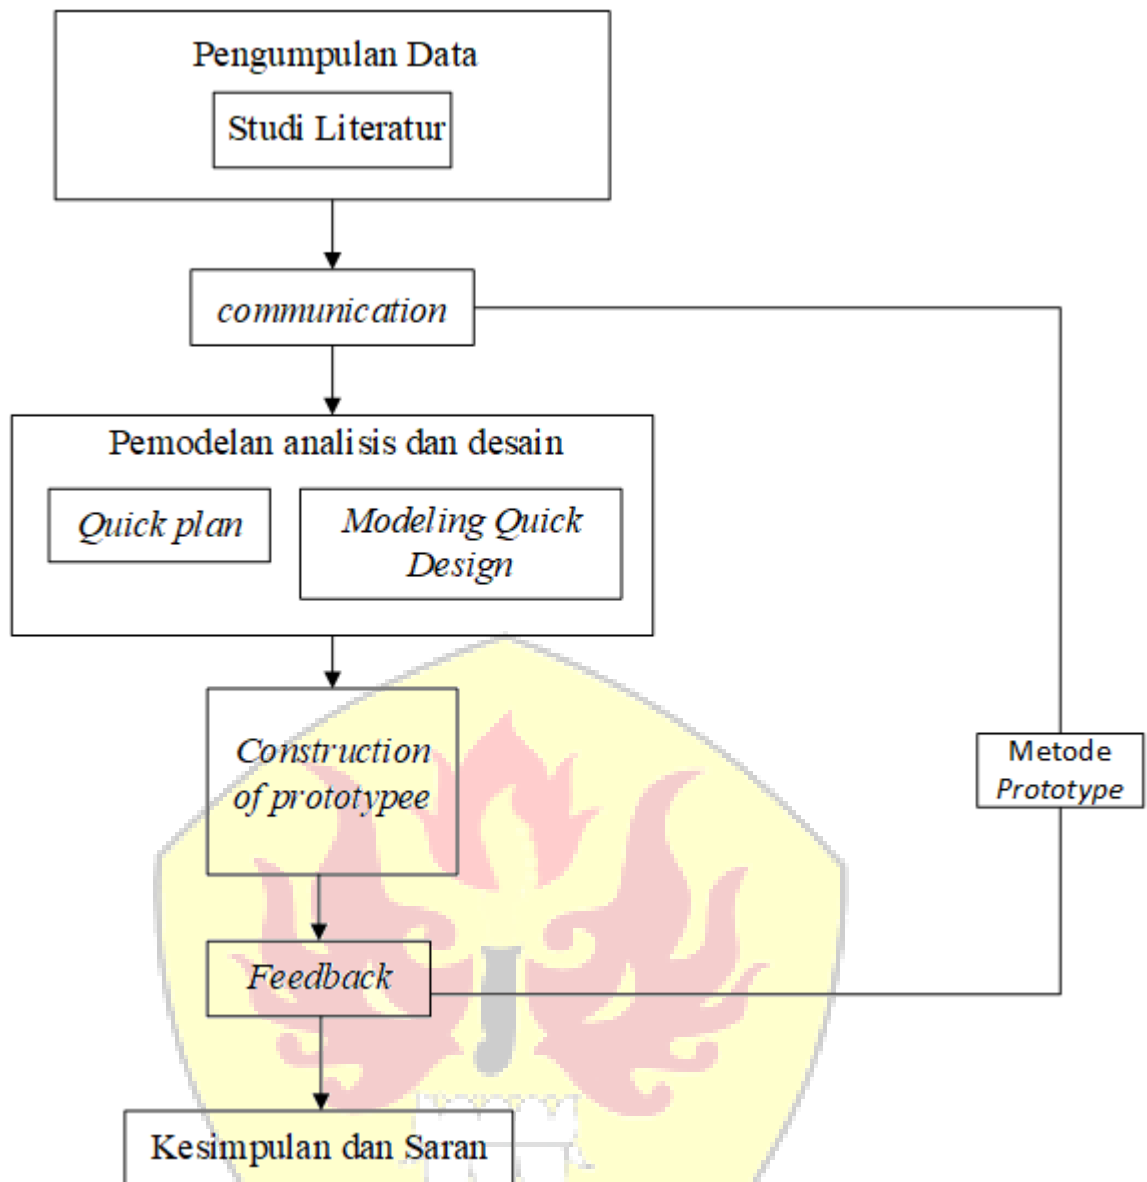 Pengumpulan Data
Studi Literatur
communication
Pemodelan analisis dan desain
Quick plan
Modeling Quick
Design
Construction
of prototypee
Metode
Prototype
Feedback
Kesimpulan dan Saran